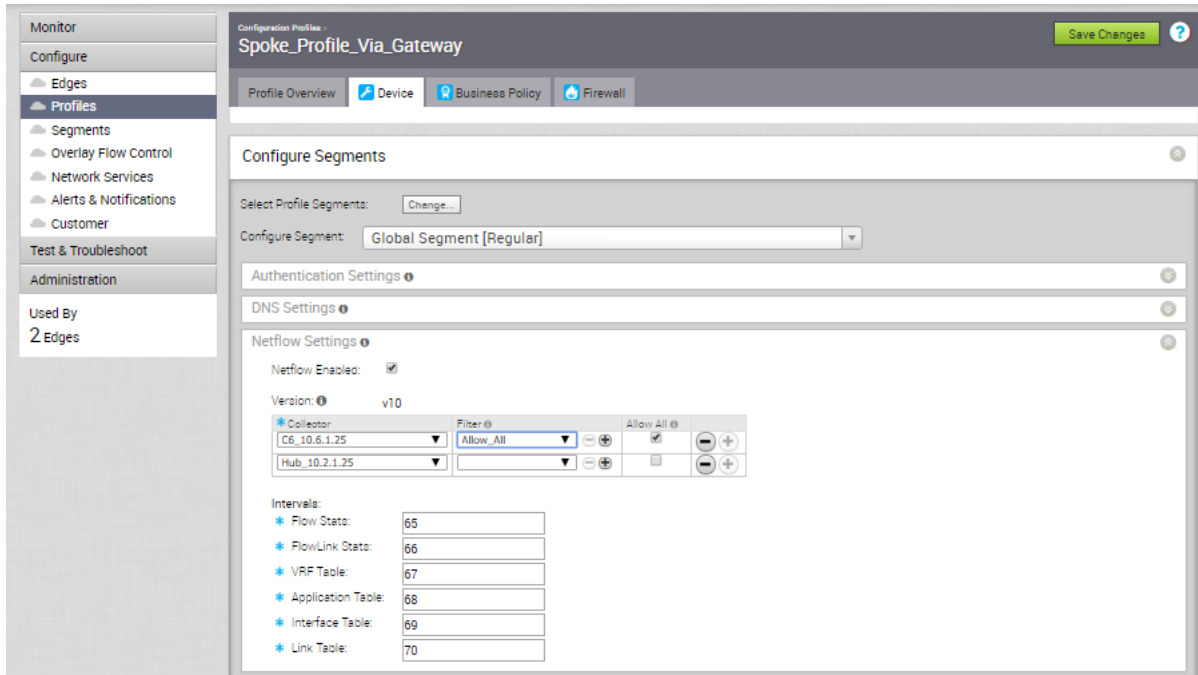 Monitor
Configure
Edges
Profiles
Segments
Overlay Flow Control
Network Services
Alerts & Notifications
Customer
Test & Troubleshoot
Administration
Used By
2 Edges
Configuration Profiles >
Spoke_Profile_Via_Gateway
Save Changes ?
Profile Overview Device Business Policy Firewall
Configure Segments
Select Profile Segments: Change...
Configure Segment: Global Segment [Regular]
Authentication Settings
DNS Settings
Netflow Settings
Netflow Enabled:
Version: v10
* Collector Filter Allow All
C6_10.6.1.25 Allow_All
Hub_10.2.1.25
Intervals:
* Flow Stats: 65
* FlowLink Stats: 66
* VRF Table: 67
* Application Table: 68
* Interface Table: 69
* Link Table: 70